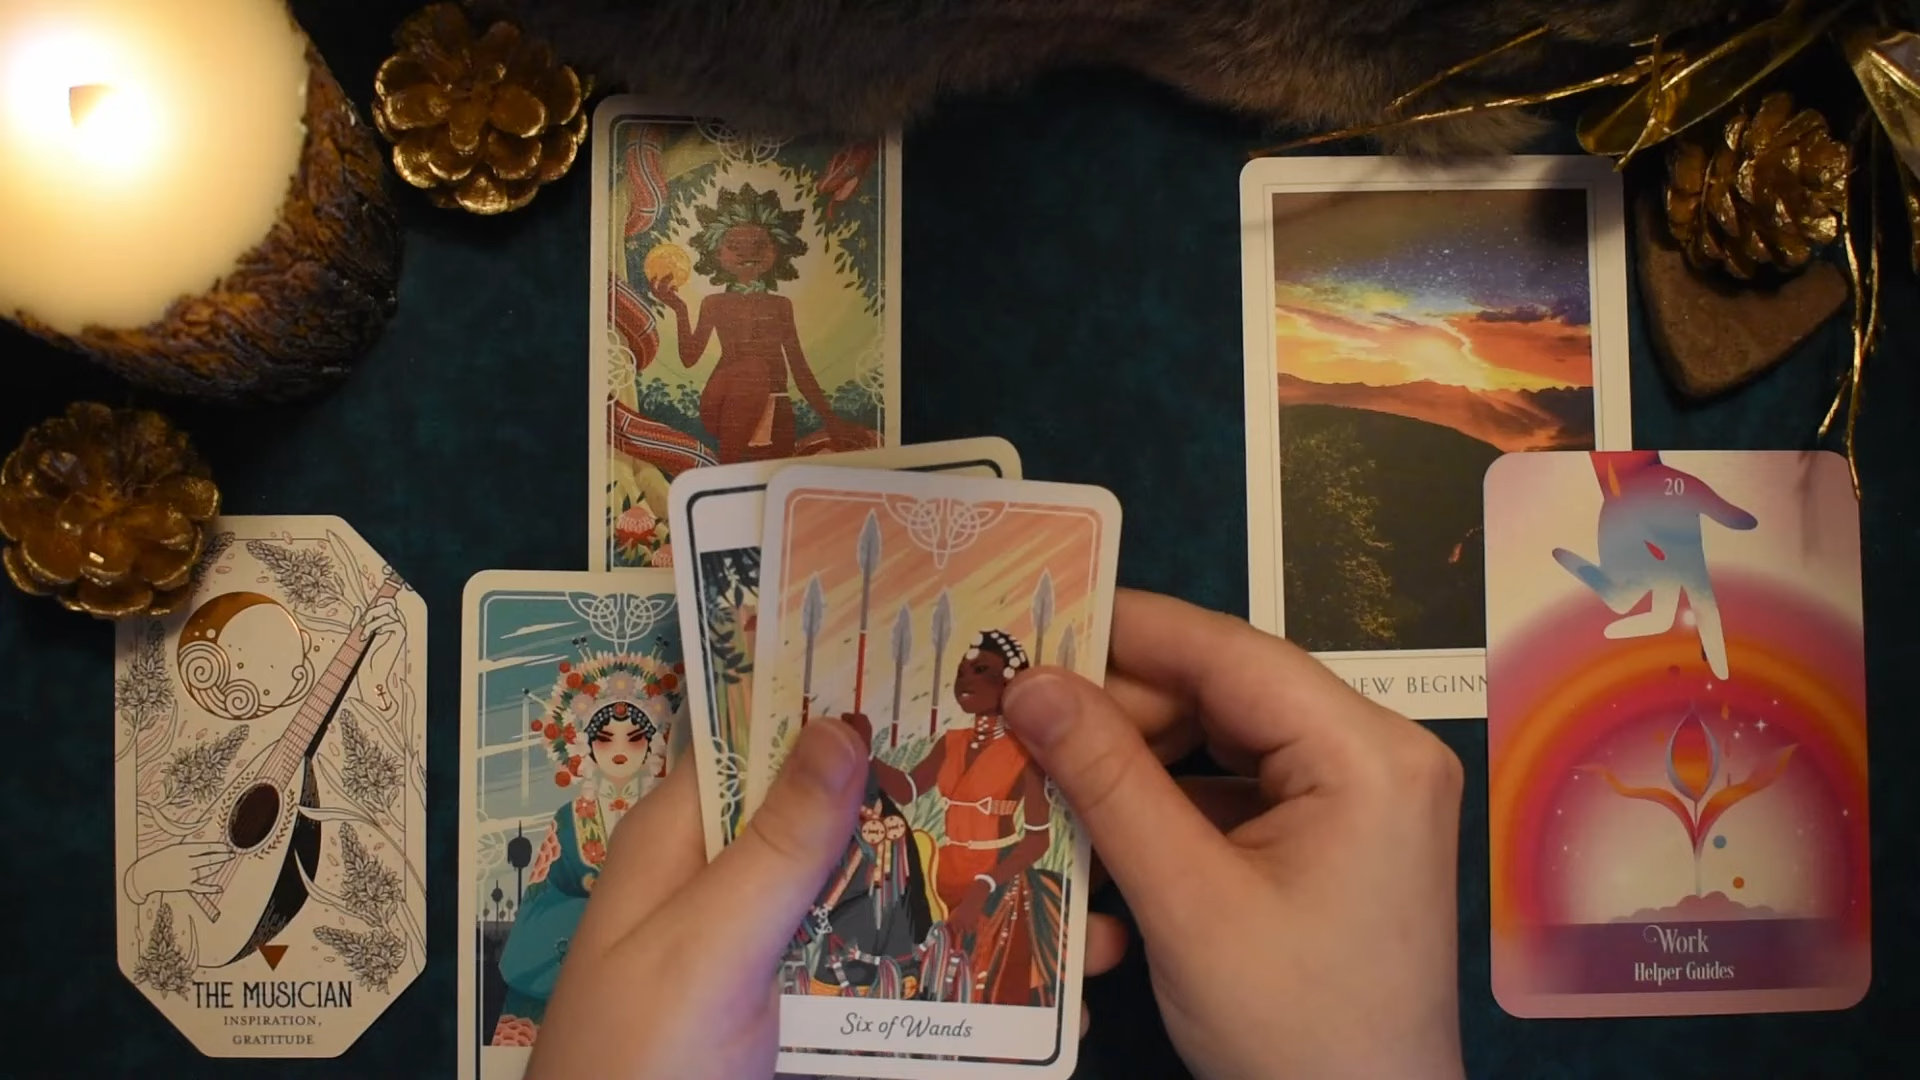 THE MUSICIAN
INSPIRATION,
GRATITUDE
Six of Wands
NEW BEGINN
20
Work
Helper Guides